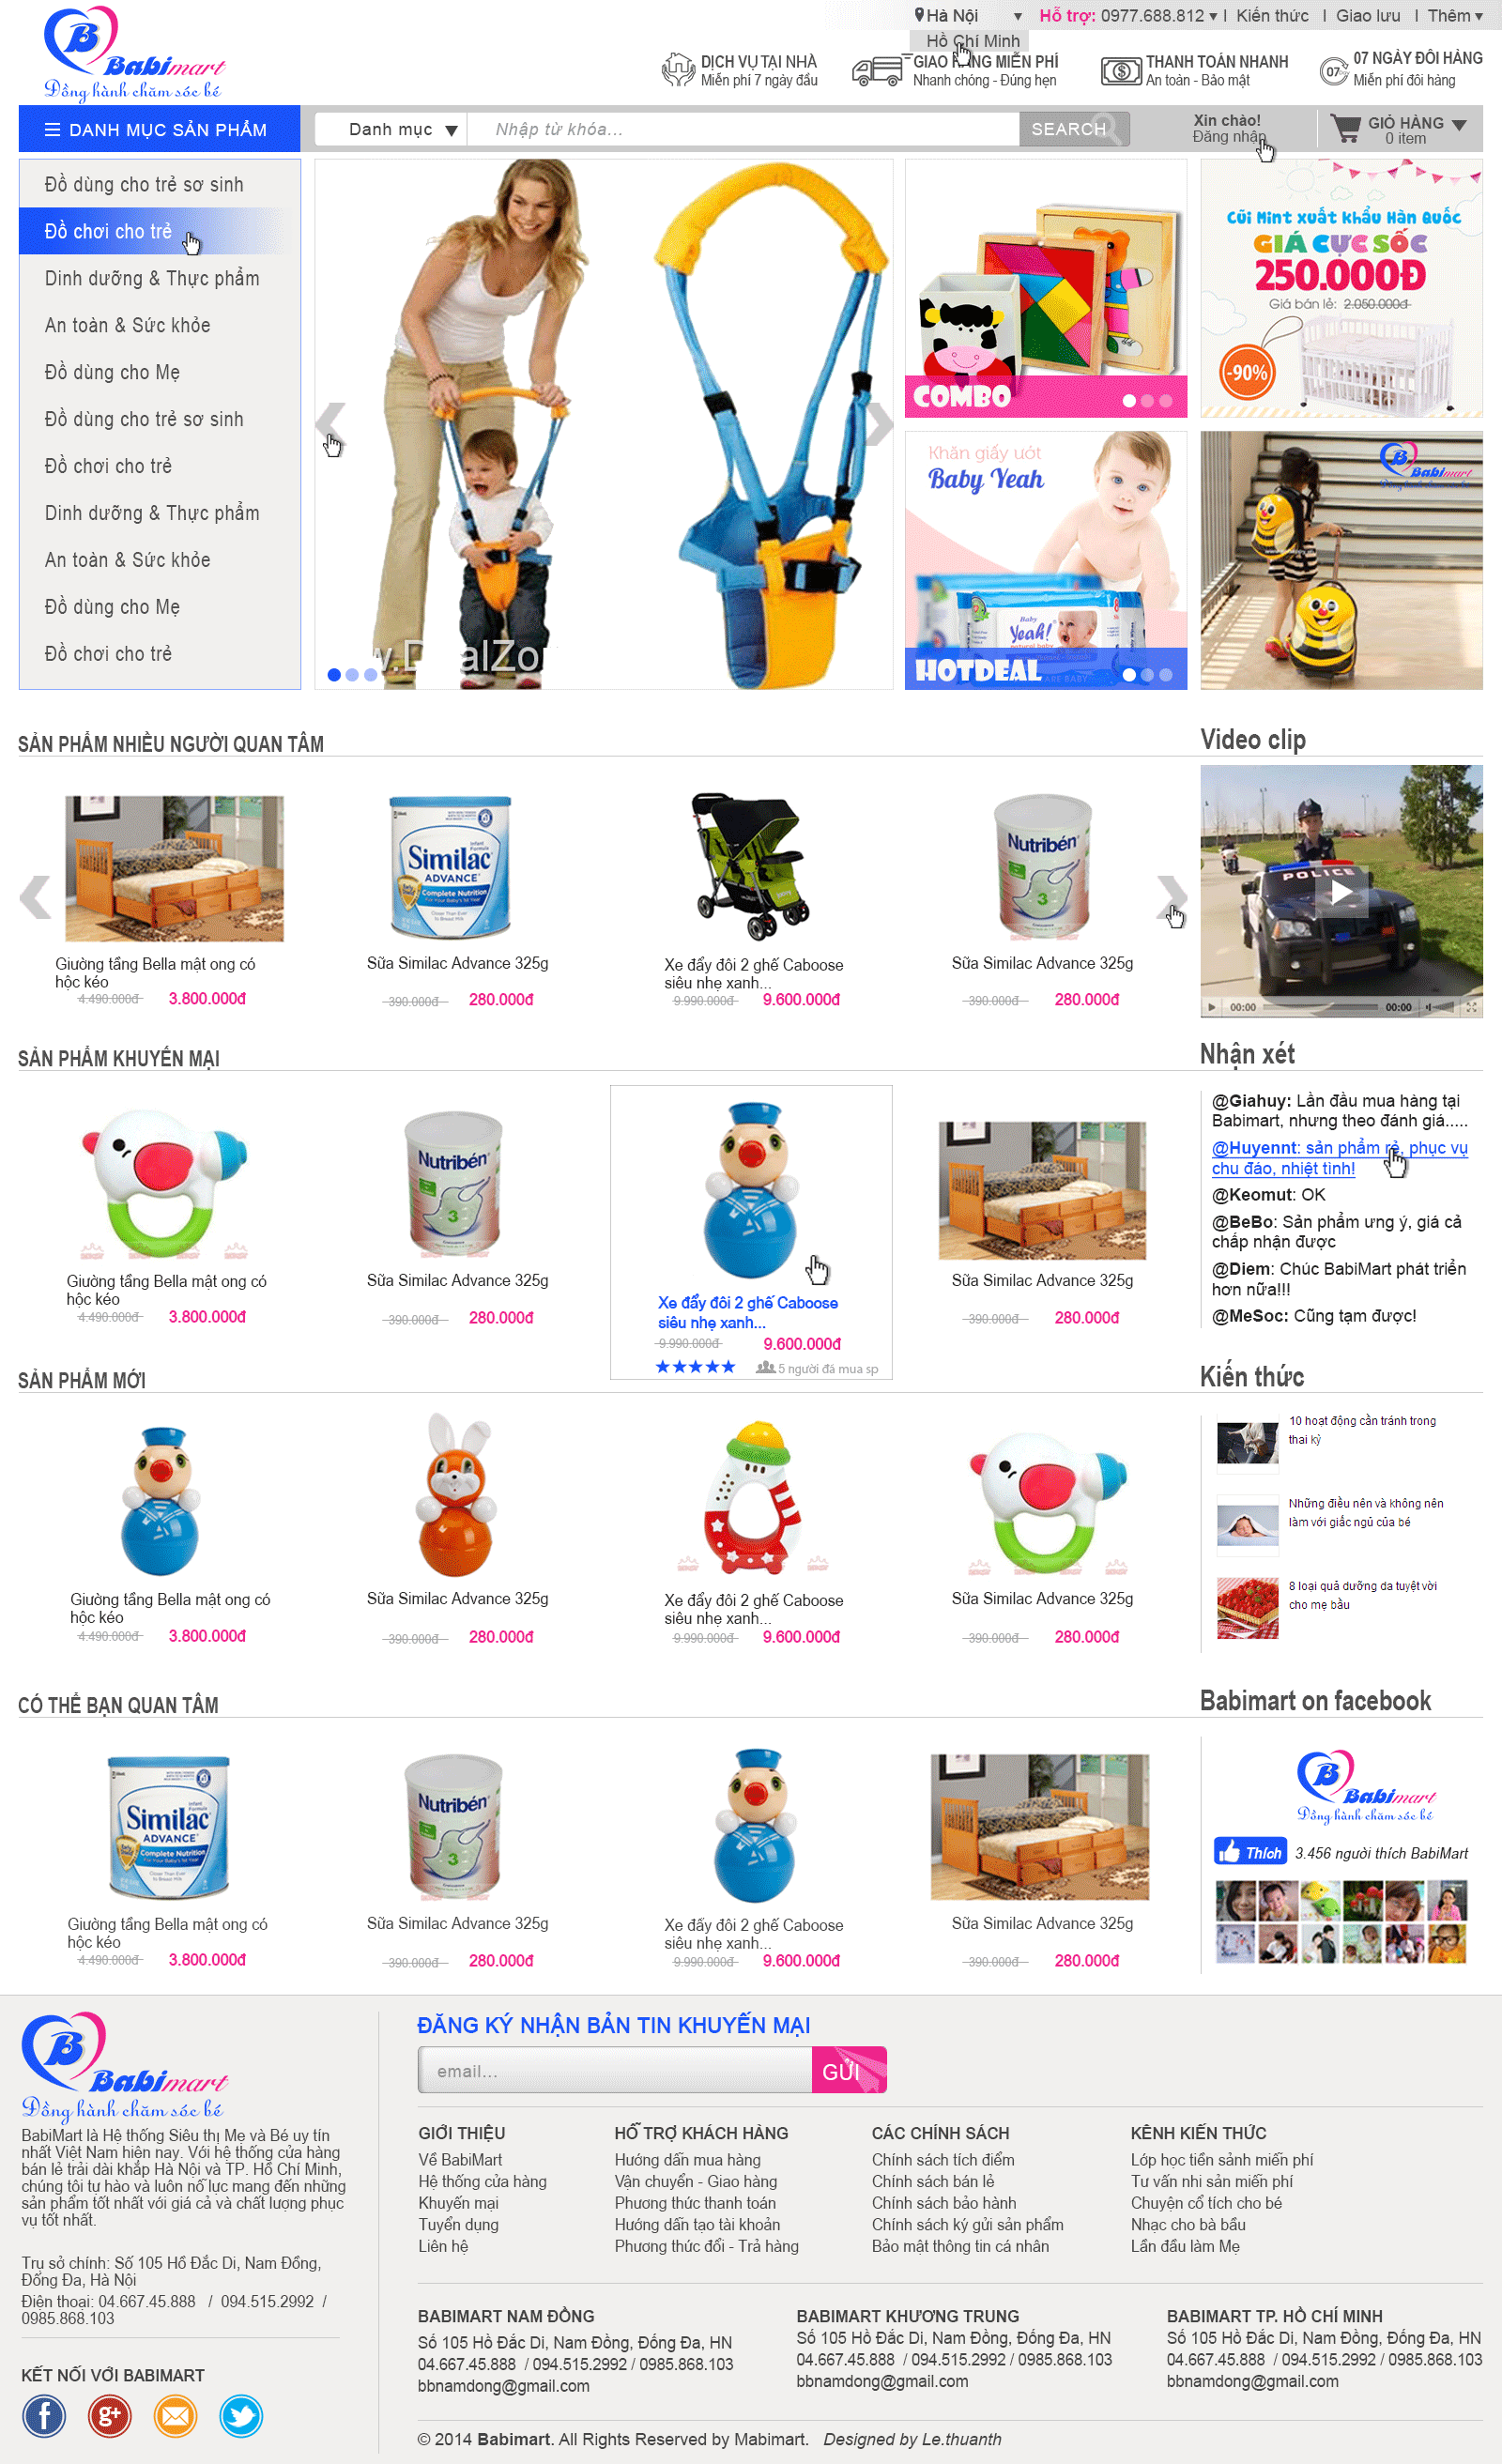 Hà Nội
Hỗ trợ: 0977.688.812 I Kiến thức I Giao lưu I Thêm
Hồ Chí Minh
Babimart
Đồng hành chăm sóc bé
DỊCH VỤ TẠI NHÀ
Miễn phí 7 ngày đầu
GIAO HÀNG MIỄN PHÍ
Nhanh chóng - Đúng hẹn
THANH TOÁN NHANH
An toàn - Bảo mật
07
07 NGÀY ĐỔI HÀNG
Miễn phí đổi hàng
DANH MỤC SẢN PHẨM
Danh mục
Nhập từ khóa...
SEARCH
Xin chào!
Đăng nhập
GIỎ HÀNG
0 item
Đồ dùng cho trẻ sơ sinh
Đồ chơi cho trẻ
Dinh dưỡng & Thực phẩm
An toàn & Sức khỏe
Đồ dùng cho Mẹ
Đồ dùng cho trẻ sơ sinh
Đồ chơi cho trẻ
Dinh dưỡng & Thực phẩm
An toàn & Sức khỏe
Đồ dùng cho Mẹ
Đồ chơi cho trẻ
COMBO
Cũi Mint xuất khẩu Hàn Quốc
GIÁ CỰC SỐC
250.000Đ
Giá bán lẻ: 2.050.000đ
-90%
Khăn giấy ướt
Baby Yeah
Baby
Yeah!
HOTDEAL
Babimart
SẢN PHẨM NHIỀU NGƯỜI QUAN TÂM
Similac
ADVANCE
Complete Nutrition
Nutribén
3
Giường tầng Bella mật ong có
hộc kéo
4.490.000đ 3.800.000đ
Sữa Similac Advance 325g
390.000đ 280.000đ
Xe đẩy đôi 2 ghế Caboose
siêu nhẹ xanh...
9.990.000đ 9.600.000đ
Sữa Similac Advance 325g
390.000đ 280.000đ
Video clip
POLICE
00:00 00:00
SẢN PHẨM KHUYẾN MẠI
Nutribén
3
Giường tầng Bella mật ong có
hộc kéo
4.490.000đ 3.800.000đ
Sữa Similac Advance 325g
390.000đ 280.000đ
Xe đẩy đôi 2 ghế Caboose
siêu nhẹ xanh...
9.990.000đ 9.600.000đ
5 người đã mua sp
Sữa Similac Advance 325g
390.000đ 280.000đ
Nhận xét
@Giahuy: Lần đầu mua hàng tại
Babimart, nhưng theo đánh giá.....
@Huyennt: sản phẩm rẻ, phục vụ
chu đáo, nhiệt tình!
@Keomut: OK
@BeBo: Sản phẩm ưng ý, giá cả
chấp nhận được
@Diem: Chúc BabiMart phát triển
hơn nữa!!!
@MeSoc: Cũng tạm được!
SẢN PHẨM MỚI
Giường tầng Bella mật ong có
hộc kéo
4.490.000đ 3.800.000đ
Sữa Similac Advance 325g
390.000đ 280.000đ
Xe đẩy đôi 2 ghế Caboose
siêu nhẹ xanh...
9.990.000đ 9.600.000đ
Sữa Similac Advance 325g
390.000đ 280.000đ
Kiến thức
10 hoạt động cần tránh trong
thai kỳ
Những điều nên và không nên
làm với giấc ngủ của bé
8 loại quả dưỡng da tuyệt vời
cho mẹ bầu
CÓ THỂ BẠN QUAN TÂM
Similac
ADVANCE
Complete Nutrition
Nutribén
3
Giường tầng Bella mật ong có
hộc kéo
4.490.000đ 3.800.000đ
Sữa Similac Advance 325g
390.000đ 280.000đ
Xe đẩy đôi 2 ghế Caboose
siêu nhẹ xanh...
9.990.000đ 9.600.000đ
Sữa Similac Advance 325g
390.000đ 280.000đ
Babimart on facebook
Babimart
Đồng hành chăm sóc bé
Thích
3.456 người thích BabiMart
Babimart
Đồng hành chăm sóc bé
BabiMart là Hệ thống Siêu thị Mẹ và Bé uy tín
nhất Việt Nam hiện nay. Với hệ thống cửa hàng
bán lẻ trải dài khắp Hà Nội và TP. Hồ Chí Minh,
chúng tôi tự hào và luôn nỗ lực mang đến những
sản phẩm tốt nhất với giá cả và chất lượng phục
vụ tốt nhất.
Trụ sở chính: Số 105 Hồ Đắc Di, Nam Đồng,
Đống Đa, Hà Nội
Điện thoại: 04.667.45.888 / 094.515.2992 /
0985.868.103
KẾT NỐI VỚI BABIMART
ĐĂNG KÝ NHẬN BẢN TIN KHUYẾN MẠI
email...
GỬI
GIỚI THIỆU
Về BabiMart
Hệ thống cửa hàng
Khuyến mại
Tuyển dụng
Liên hệ
HỖ TRỢ KHÁCH HÀNG
Hướng dẫn mua hàng
Vận chuyển - Giao hàng
Phương thức thanh toán
Hướng dẫn tạo tài khoản
Phương thức đổi - Trả hàng
CÁC CHÍNH SÁCH
Chính sách tích điểm
Chính sách bán lẻ
Chính sách bảo hành
Chính sách ký gửi sản phẩm
Bảo mật thông tin cá nhân
KÊNH KIẾN THỨC
Lớp học tiền sản miến phí
Tư vấn nhi sản miến phí
Chuyện cổ tích cho bé
Nhạc cho bà bầu
Lần đầu làm Mẹ
BABIMART NAM ĐỒNG
Số 105 Hồ Đắc Di, Nam Đồng, Đống Đa, HN
04.667.45.888 / 094.515.2992 / 0985.868.103
bbnamdong@gmail.com
BABIMART KHƯƠNG TRUNG
Số 105 Hồ Đắc Di, Nam Đồng, Đống Đa, HN
04.667.45.888 / 094.515.2992 / 0985.868.103
bbnamdong@gmail.com
BABIMART TP. HỒ CHÍ MINH
Số 105 Hồ Đắc Di, Nam Đồng, Đống Đa, HN
04.667.45.888 / 094.515.2992 / 0985.868.103
bbnamdong@gmail.com
© 2014 Babimart. All Rights Reserved by Mabimart. Designed by Le.thuanth